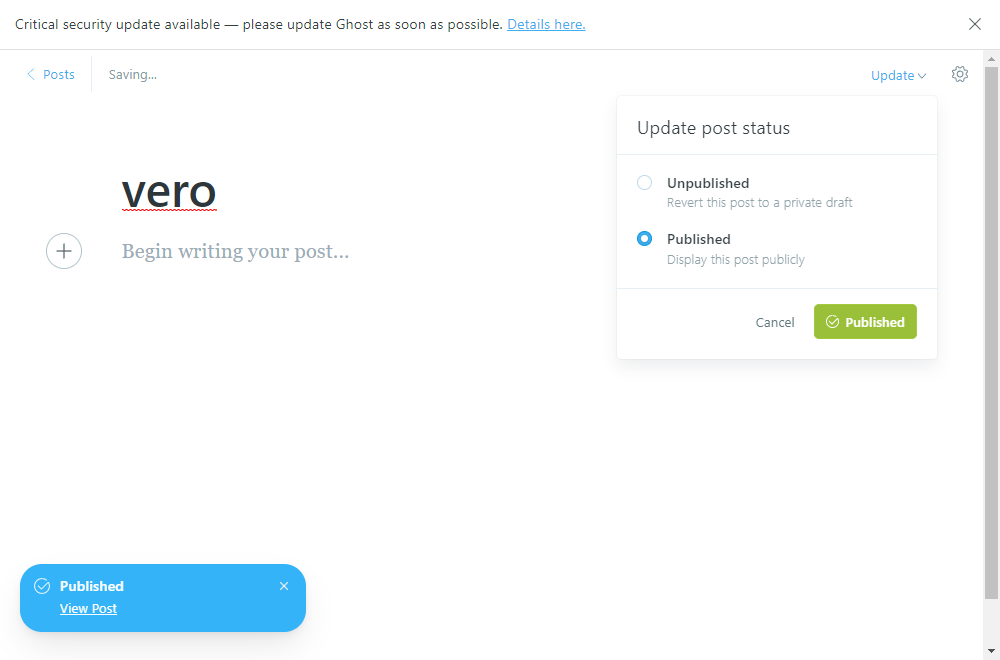 Critical security update available — please update Ghost as soon as possible. Details here.
Posts
Saving...
Update
Update post status
vero
Unpublished
Revert this post to a private draft
Begin writing your post...
Published
Display this post publicly
Cancel
Published
Published
View Post